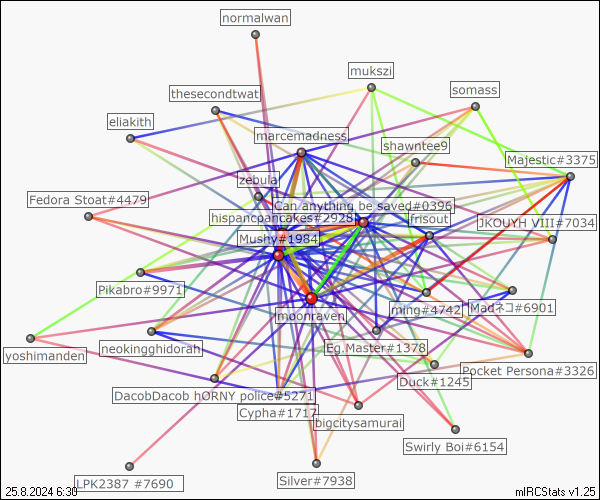 normalwan
mukszi
somass
thesecondtwat
eliakith
marcemadness
shawntee9
Majestic#3375
zebula
Fedora Stoat#4479
Can anything be saved#0396
hispancpancakes#2928
frisout
JKOUYH VIII#7034
Mushy#1984
Pikabro#9971
moonraven
ming#4742
Madネコ#6901
yoshimanden
neokingghidorah
Eg.Master#1378
Pocket Persona#3326
Duck#1245
DacobDacob hORNY police#5271
Cypha#1717
bigcitysamurai
Swirly Boi#6154
LPK2387 #7690
Silver#7938
25.8.2024 6:30
mIRCStats v1.25